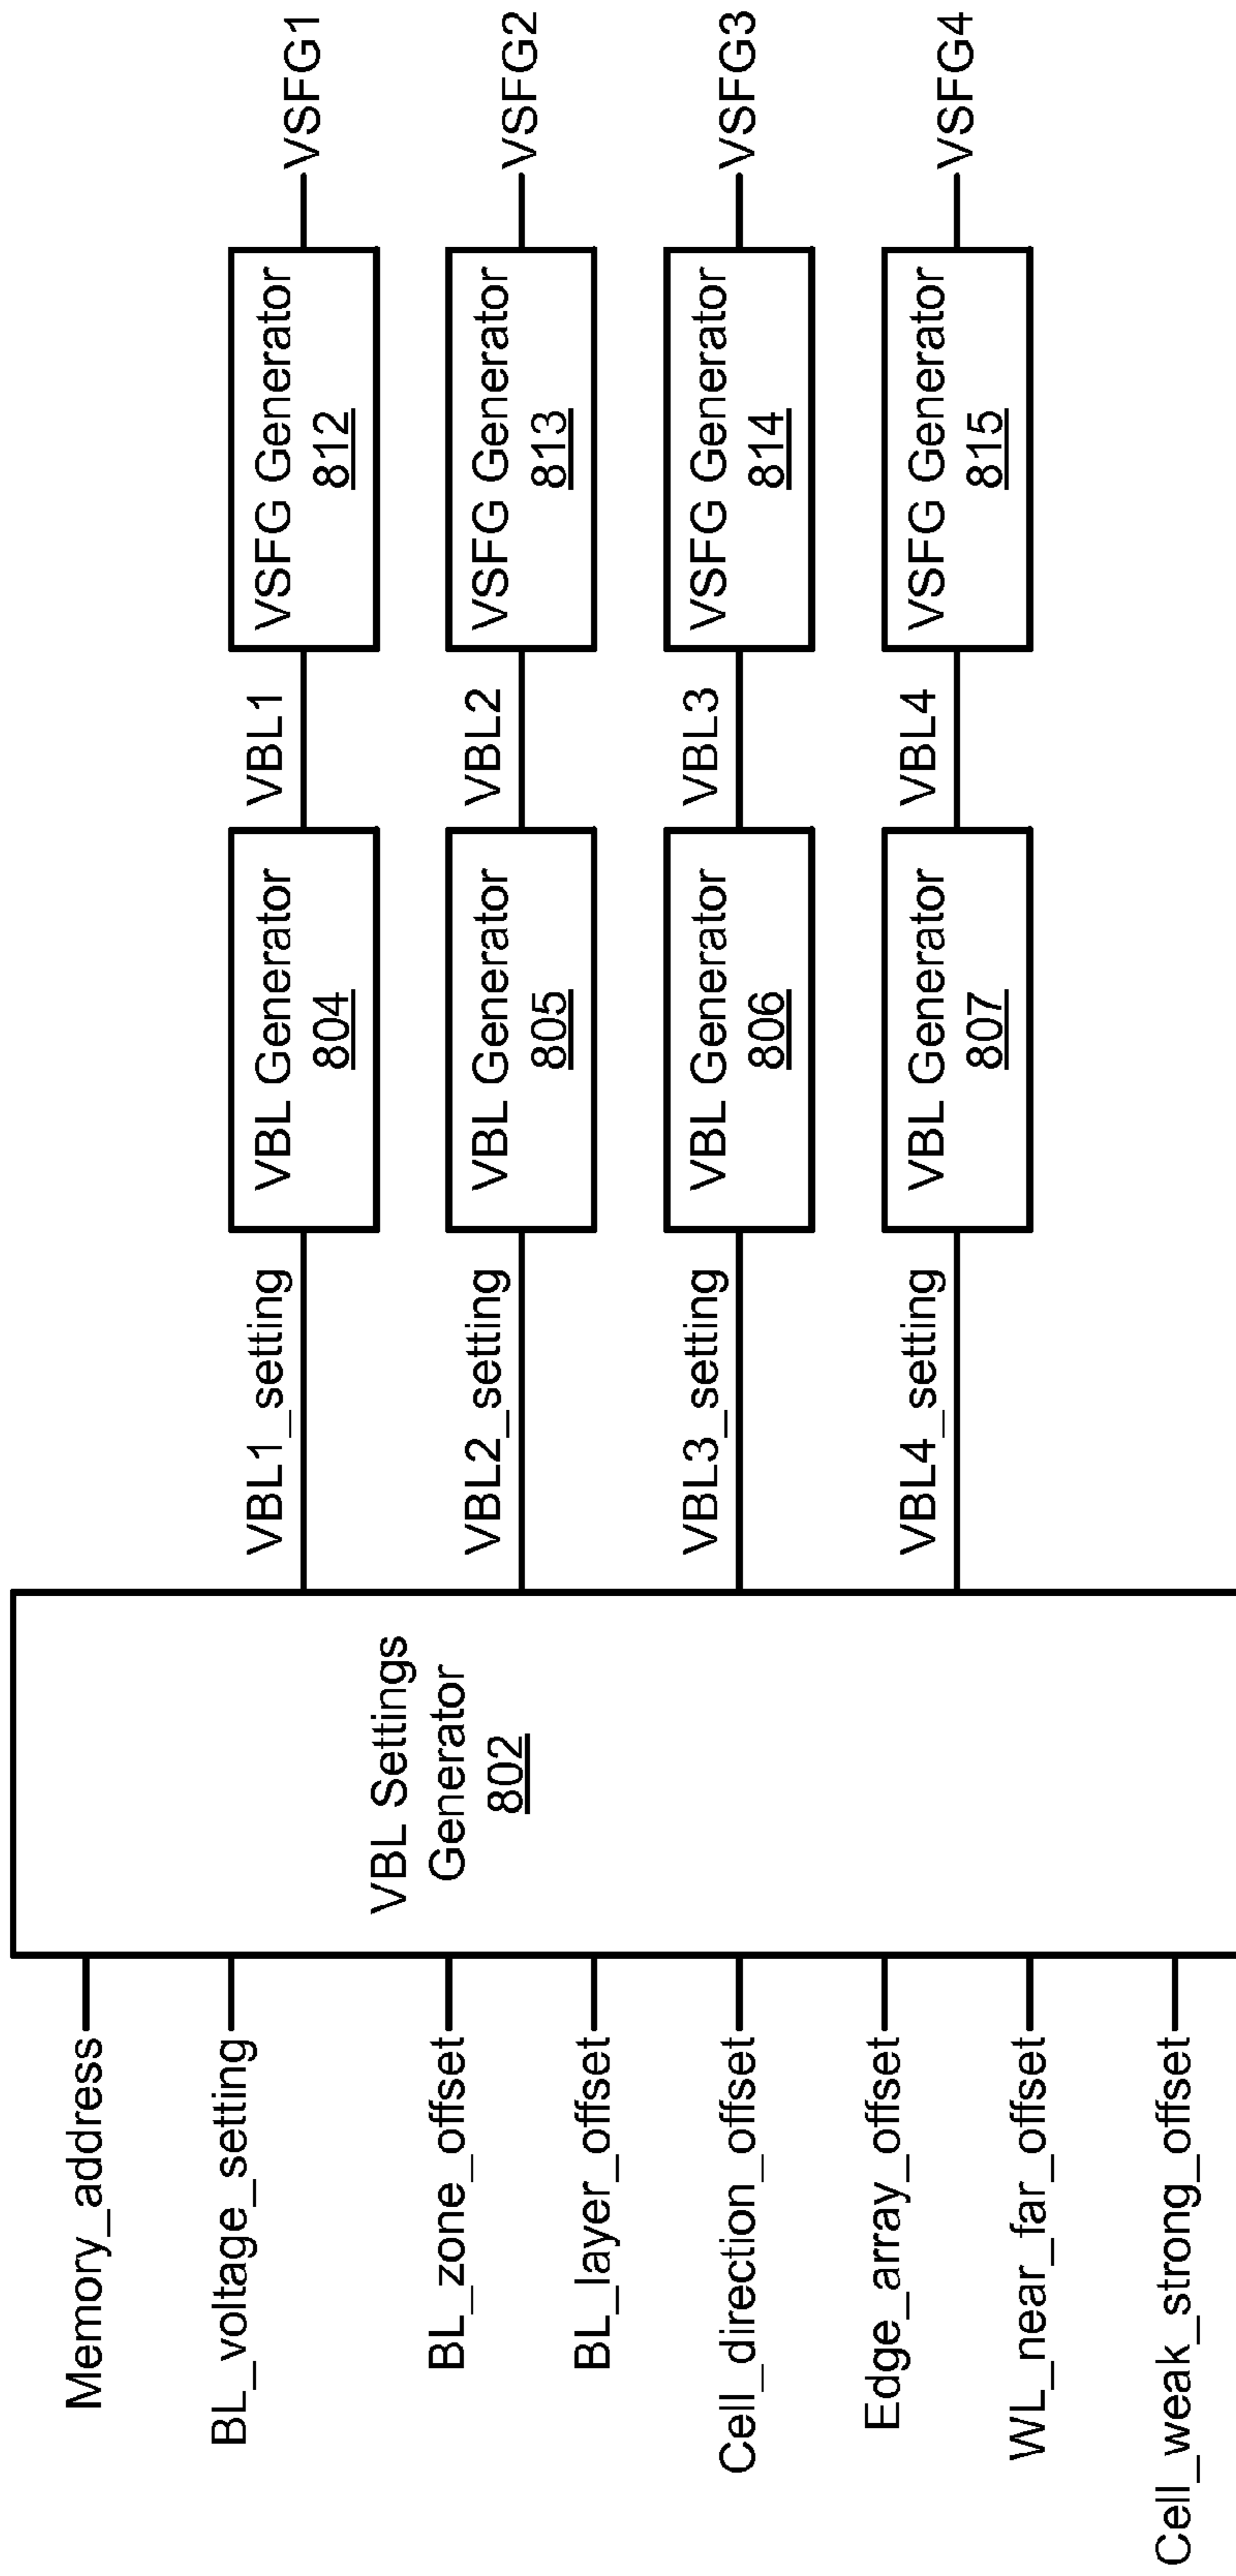 Memory_address
BL_voltage_setting
BL_zone_offset
BL_layer_offset
Cell_direction_offset
Edge_array_offset
WL_near_far_offset
Cell_weak_strong_offset
VBL Settings
Generator
802
VBL1_setting
VBL Generator
804
VBL1
VSFG Generator
812
VSFG1
VBL2_setting
VBL Generator
805
VBL2
VSFG Generator
813
VSFG2
VBL3_setting
VBL Generator
806
VBL3
VSFG Generator
814
VSFG3
VBL4_setting
VBL Generator
807
VBL4
VSFG Generator
815
VSFG4